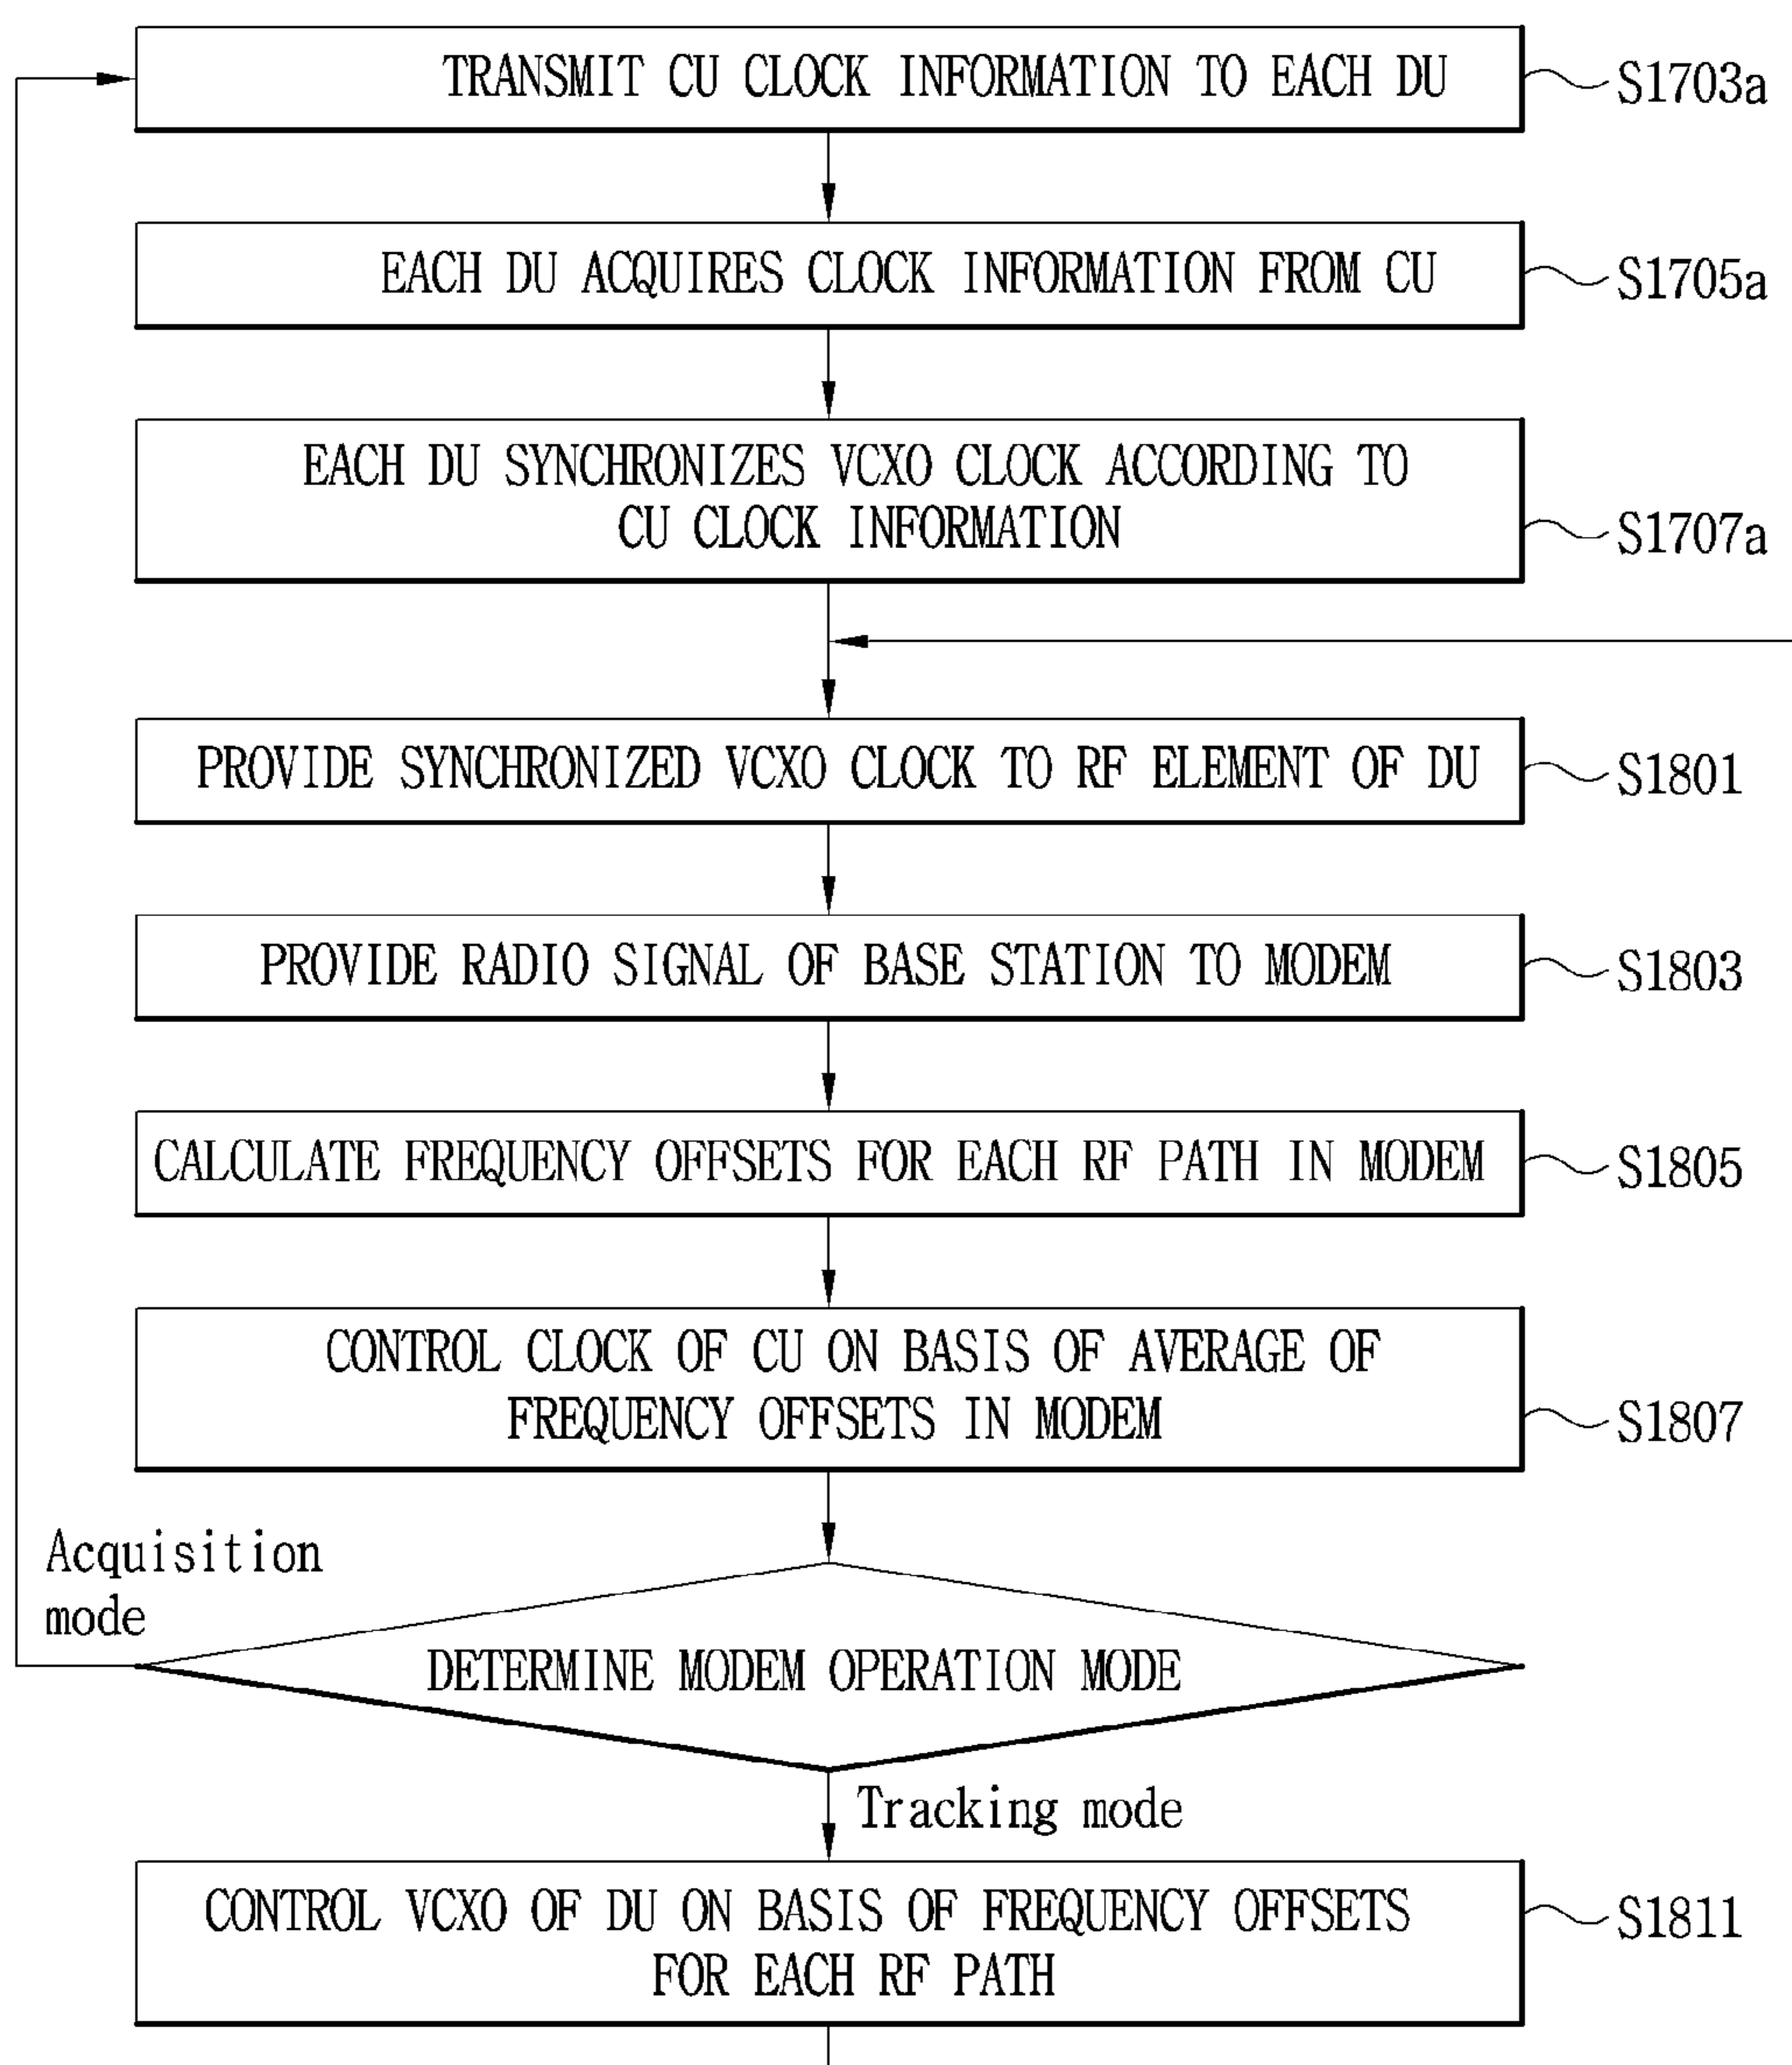 TRANSMIT CU CLOCK INFORMATION TO EACH DU
S1703a
EACH DU ACQUIRES CLOCK INFORMATION FROM CU
S1705a
EACH DU SYNCHRONIZES VCXO CLOCK ACCORDING TO
CU CLOCK INFORMATION
S1707a
PROVIDE SYNCHRONIZED VCXO CLOCK TO RF ELEMENT OF DU
S1801
PROVIDE RADIO SIGNAL OF BASE STATION TO MODEM
S1803
CALCULATE FREQUENCY OFFSETS FOR EACH RF PATH IN MODEM
S1805
CONTROL CLOCK OF CU ON BASIS OF AVERAGE OF
FREQUENCY OFFSETS IN MODEM
S1807
Acquisition
mode
DETERMINE MODEM OPERATION MODE
Tracking mode
CONTROL VCXO OF DU ON BASIS OF FREQUENCY OFFSETS
FOR EACH RF PATH
S1811